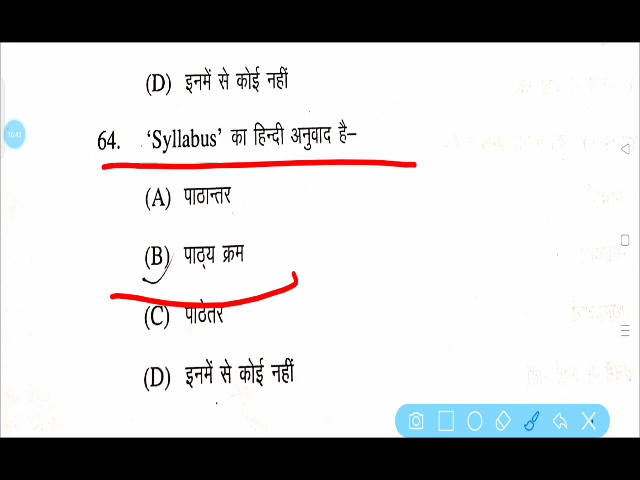 (D) इनमें से कोई नहीं
64. ‘Syllabus’ का हिन्दी अनुवाद है–
(A) पाठान्तर
(B) पाठ्य क्रम
(C) पाठेतर
(D) इनमें से कोई नहीं